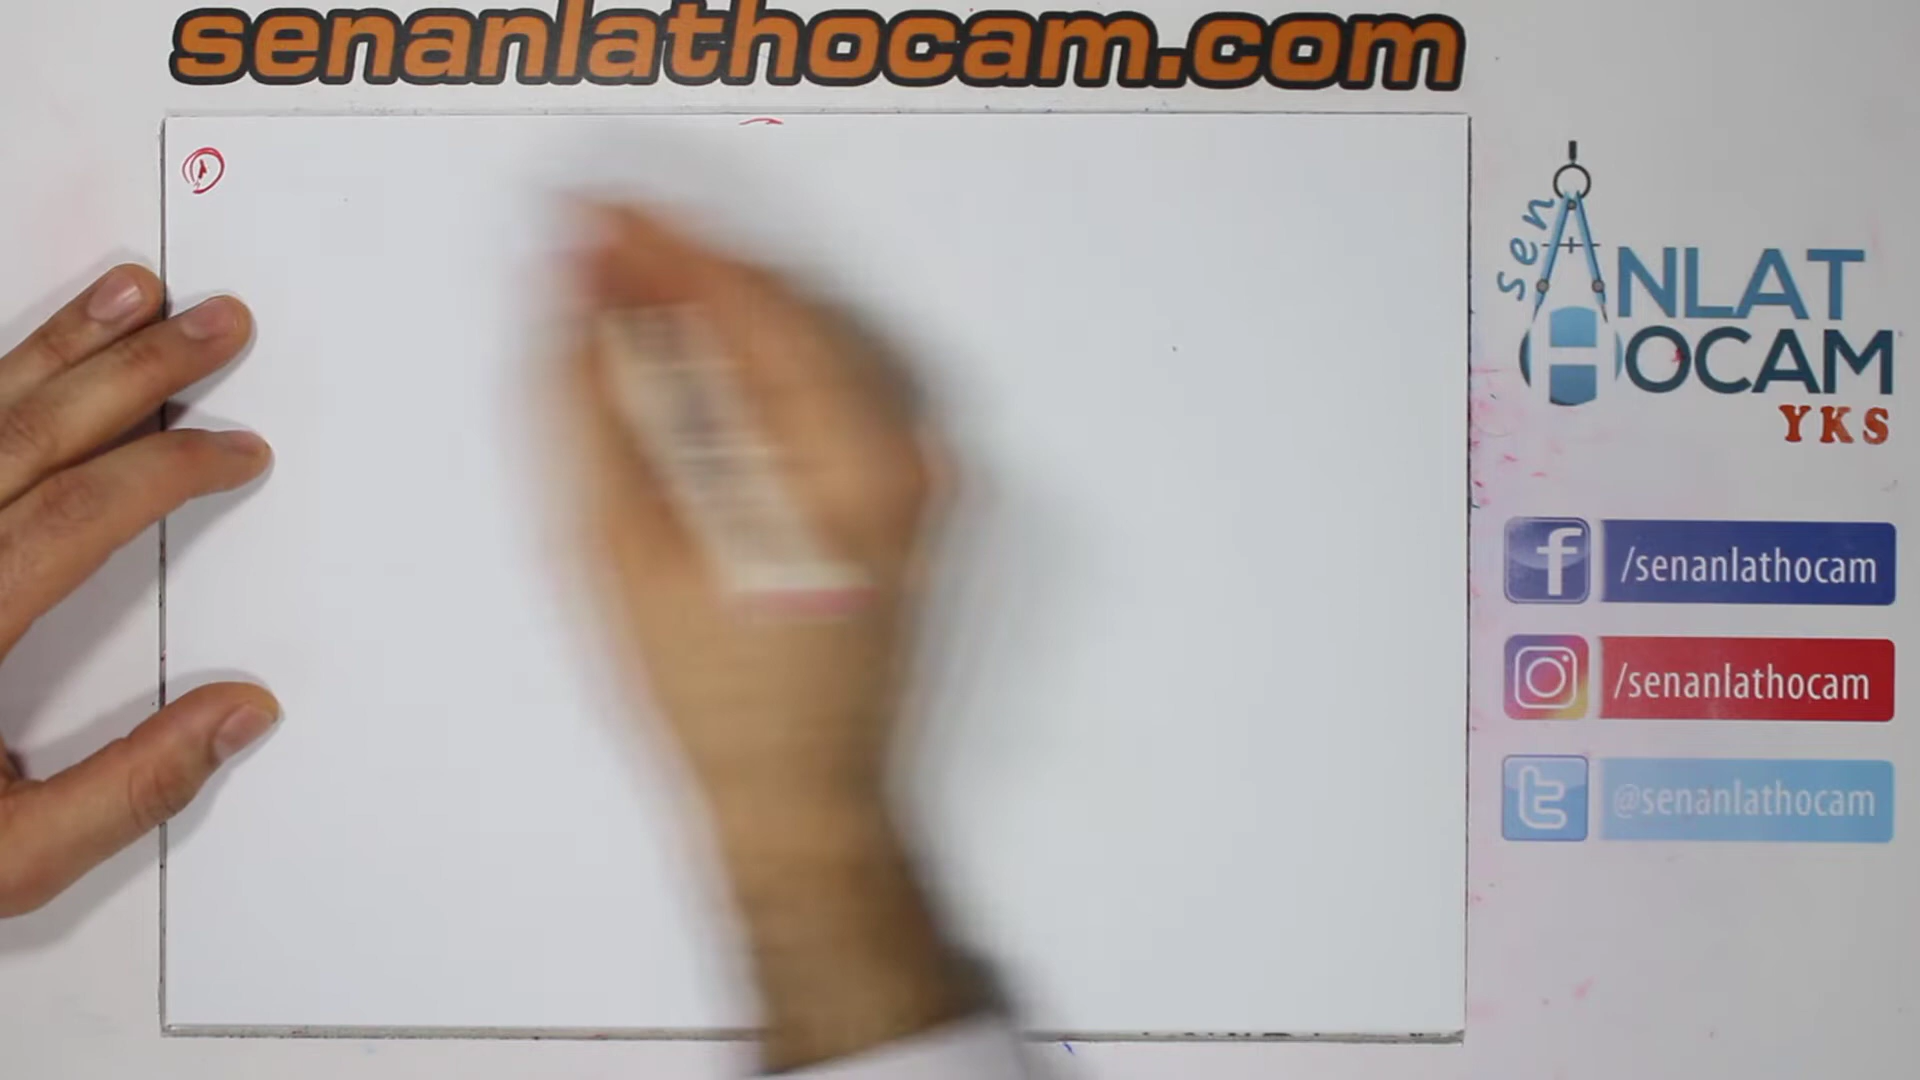 senanlathocam.com
sen
ANLAT
HOCAM
YKS
f /senanlathocam
/senanlathocam
t @senanlathocam